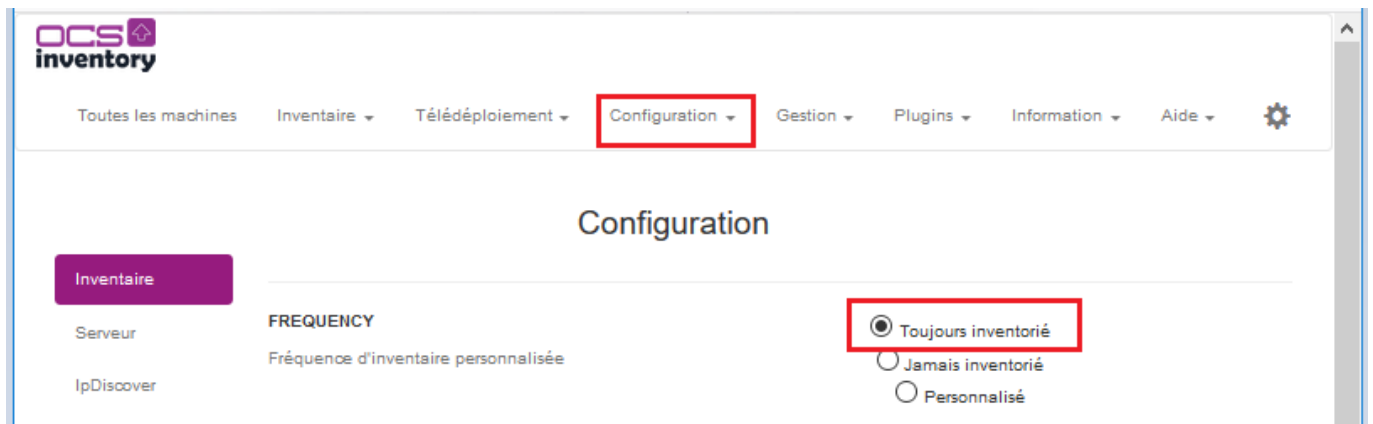 OCS
inventory
Toutes les machines Inventaire Télédéploiement Configuration Gestion Plugins Information Aide
Configuration
Inventaire
Serveur
IpDiscover
FREQUENCY
Fréquence d'inventaire personnalisée
Toujours inventorié
Jamais inventorié
Personnalisé